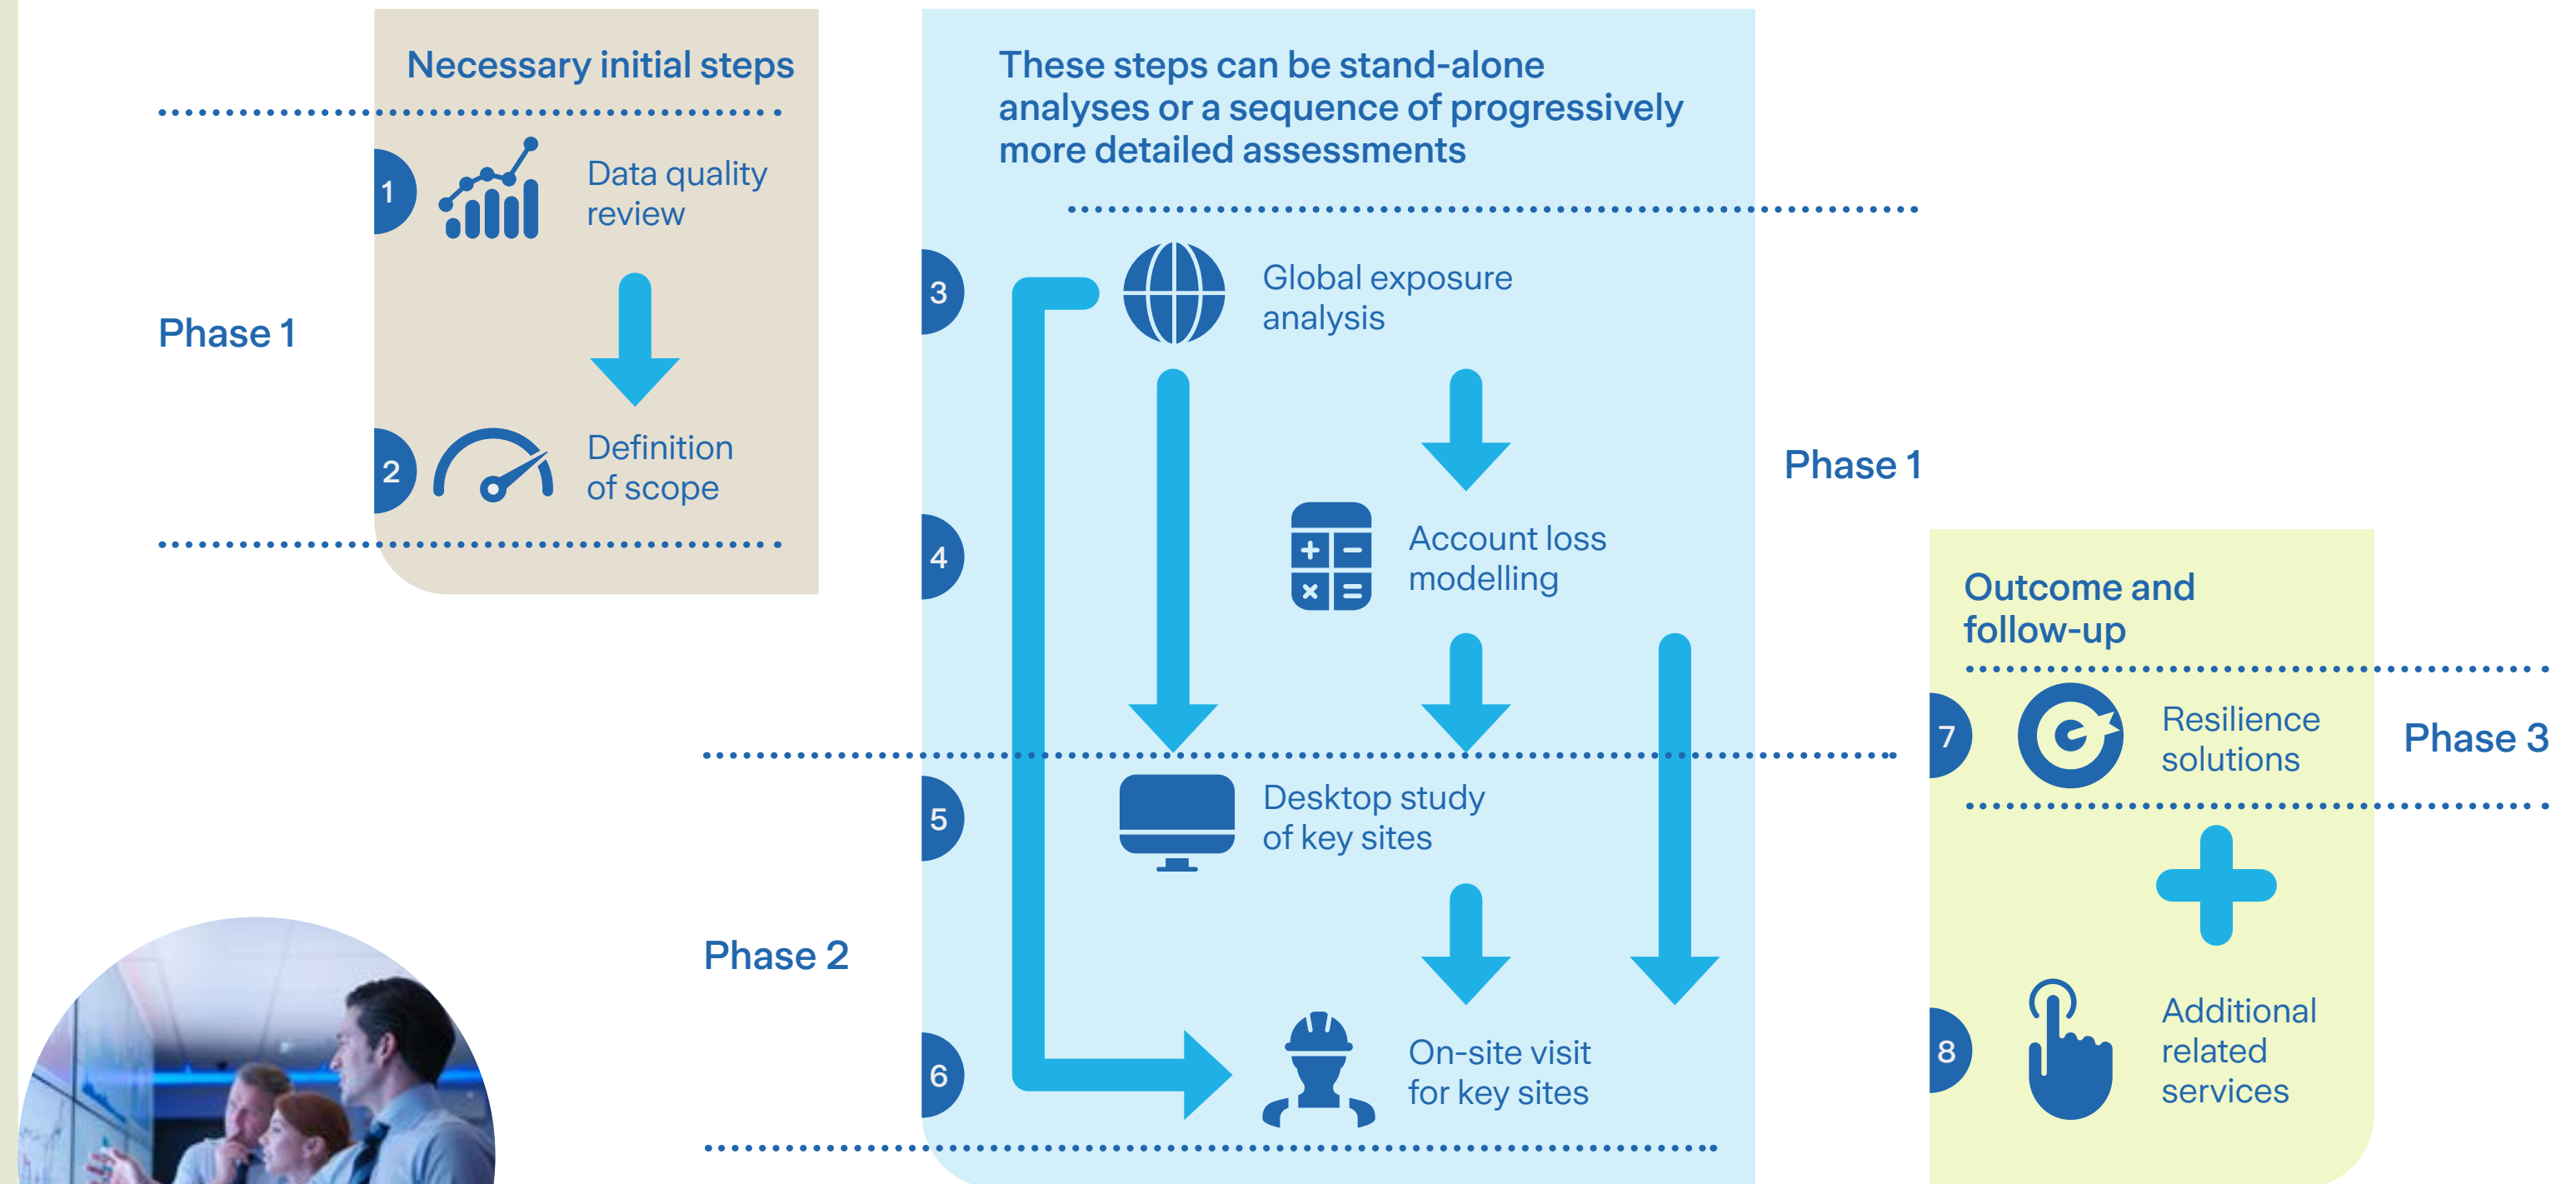 Necessary initial steps
Phase 1
1
Data quality
review
2
Definition
of scope
These steps can be stand-alone
analyses or a sequence of progressively
more detailed assessments
3
Global exposure
analysis
Phase 1
4
Account loss
modelling
Phase 2
5
Desktop study
of key sites
6
On-site visit
for key sites
Outcome and
follow-up
7
Resilience
solutions
Phase 3
8
Additional
related
services